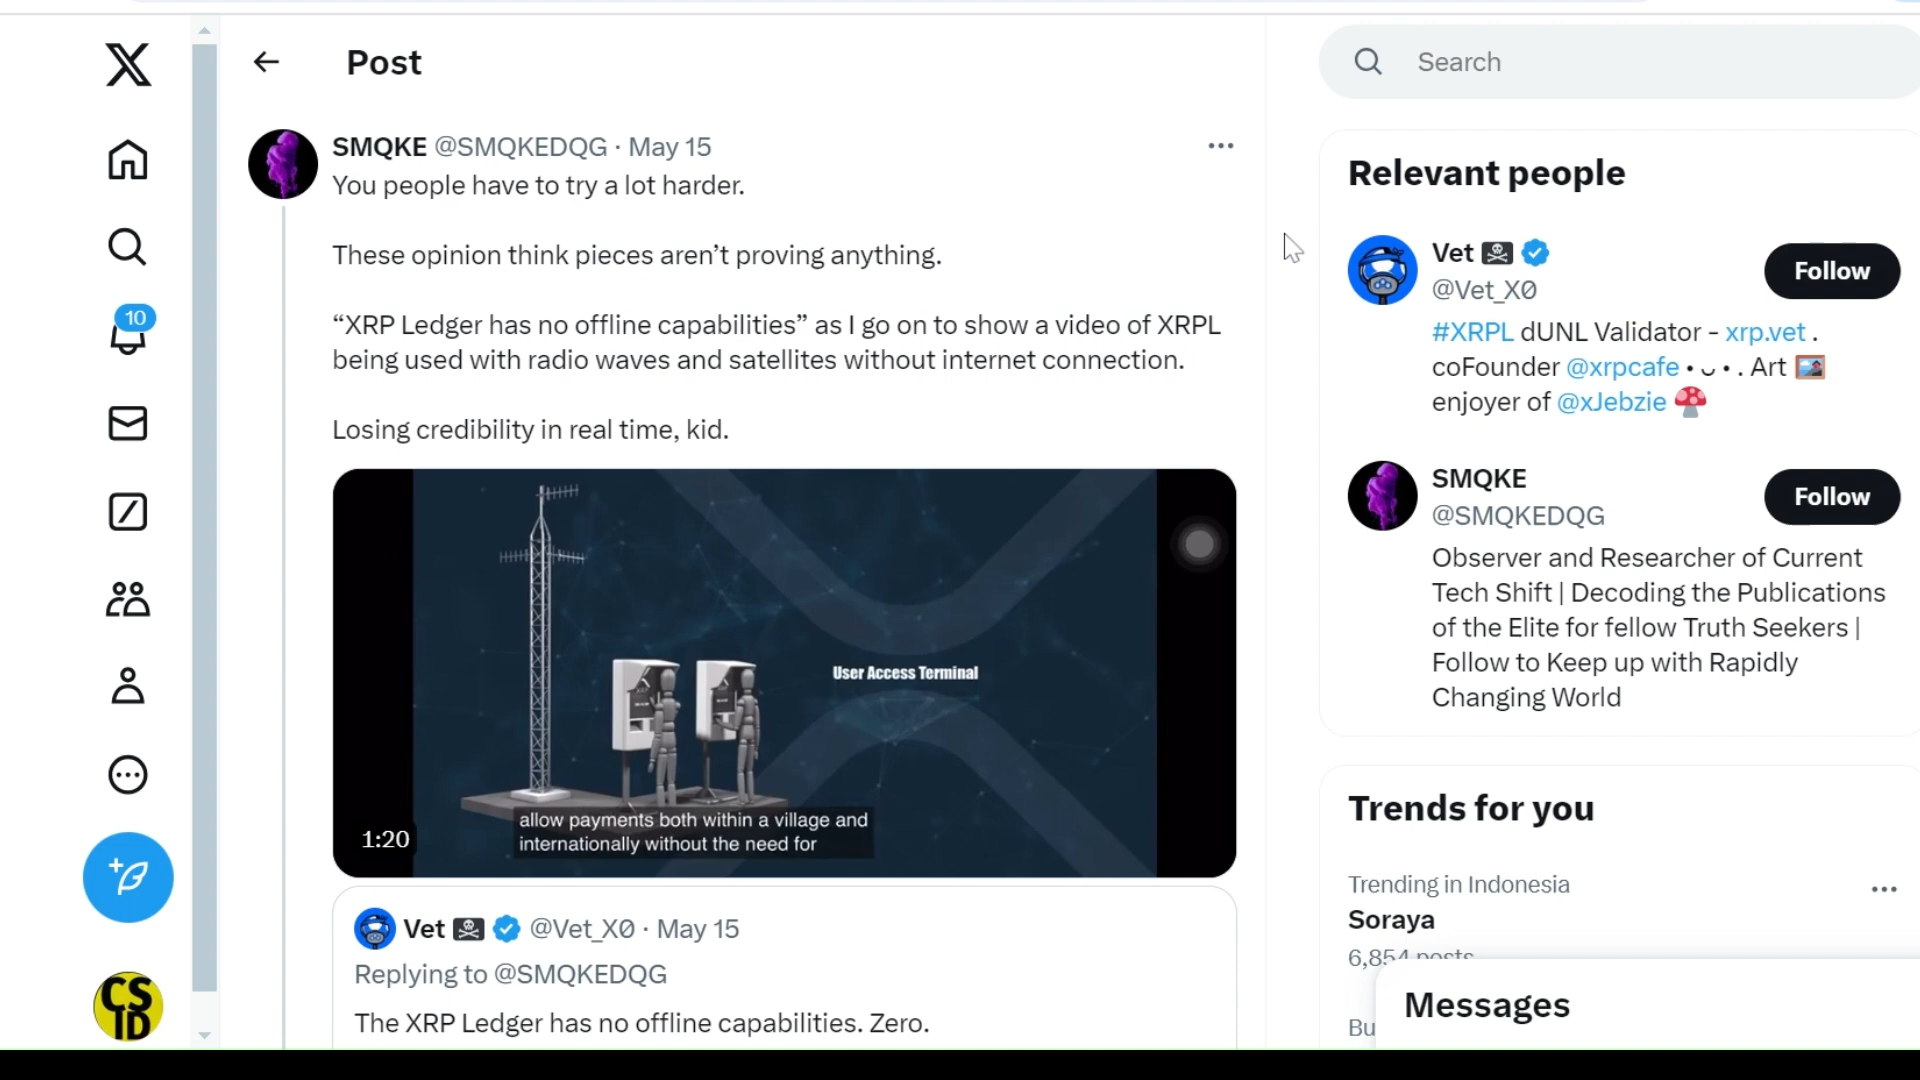 Post
Search
SMQKE @SMQKEDQG · May 15
You people have to try a lot harder.
These opinion think pieces aren’t proving anything.
“XRP Ledger has no offline capabilities” as I go on to show a video of XRPL
being used with radio waves and satellites without internet connection.
Losing credibility in real time, kid.
User Access Terminal
allow payments both within a village and
internationally without the need for
1:20
Vet @Vet_X0 · May 15
Replying to @SMQKEDQG
The XRP Ledger has no offline capabilities. Zero.
10
CS
ID
Relevant people
Vet
@Vet_X0
Follow
#XRPL dUNL Validator - xrp.vet .
coFounder @xrpcafe • ᴗ • . Art
enjoyer of @xJebzie
SMQKE
@SMQKEDQG
Follow
Observer and Researcher of Current
Tech Shift | Decoding the Publications
of the Elite for fellow Truth Seekers |
Follow to Keep up with Rapidly
Changing World
Trends for you
Trending in Indonesia
Soraya
6,854 posts
Bu
Messages